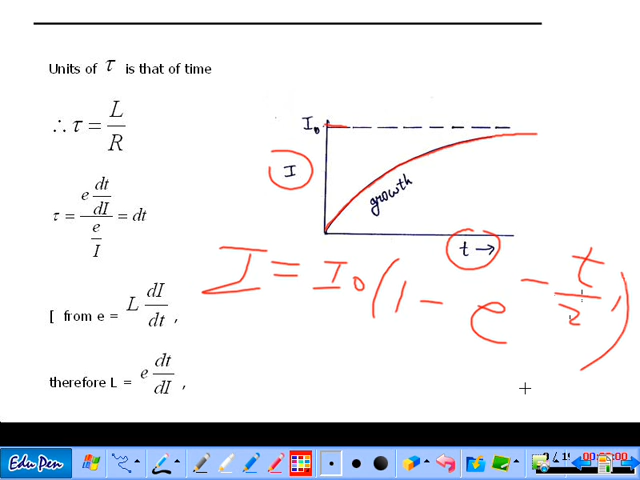 Units of τ is that of time
∴ τ = L/R
τ = (e dt/dI)/(e/I) = dt
[ from e = L dI/dt ,
therefore L = e dt/dI ,
I₀
I
growth
t →
I = I₀ (1 - e^(-t/τ))
Edu Pen